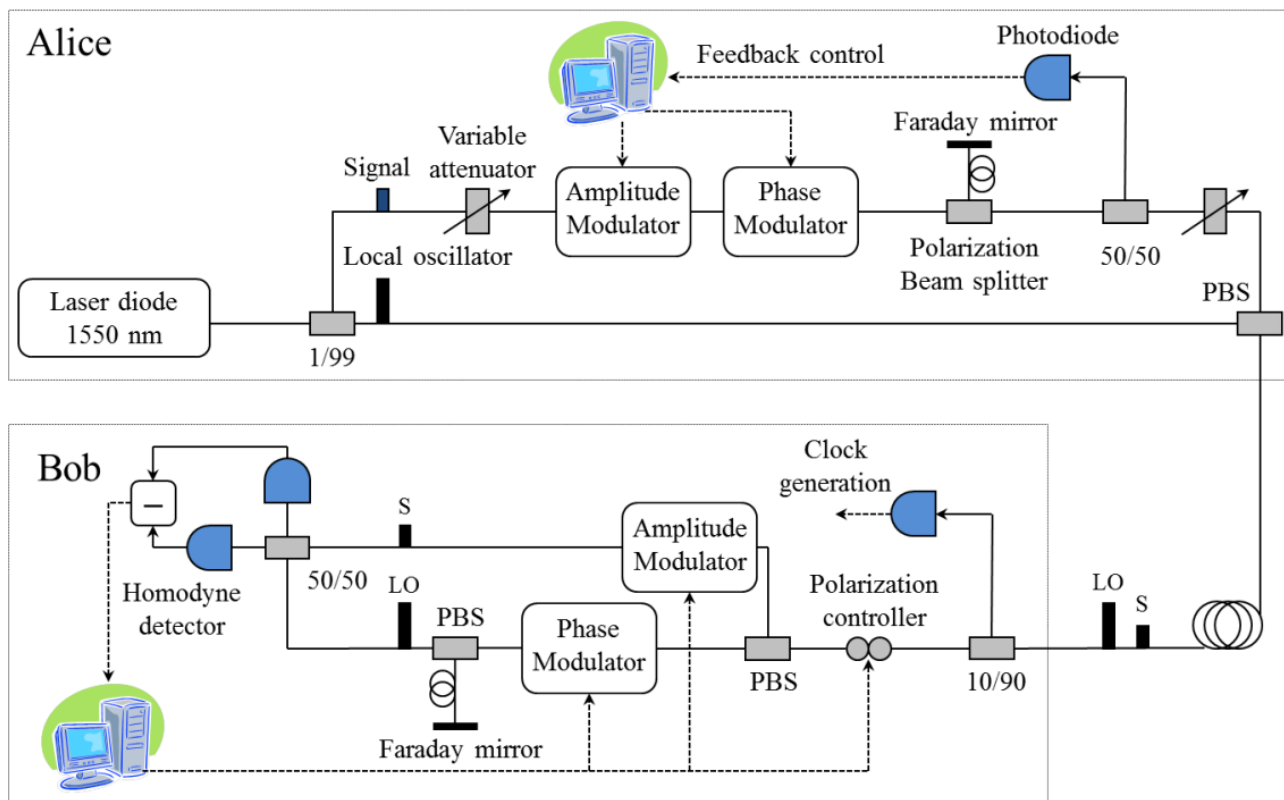 Alice
Photodiode
Feedback control
Faraday mirror
Variable
attenuator
Signal
Amplitude
Modulator
Phase
Modulator
Local oscillator
Polarization
Beam splitter
50/50
Laser diode
1550 nm
PBS
1/99
Bob
Clock
generation
S
Amplitude
Modulator
–
50/50
LO
Polarization
controller
LO
S
Homodyne
detector
PBS
Phase
Modulator
PBS
10/90
Faraday mirror